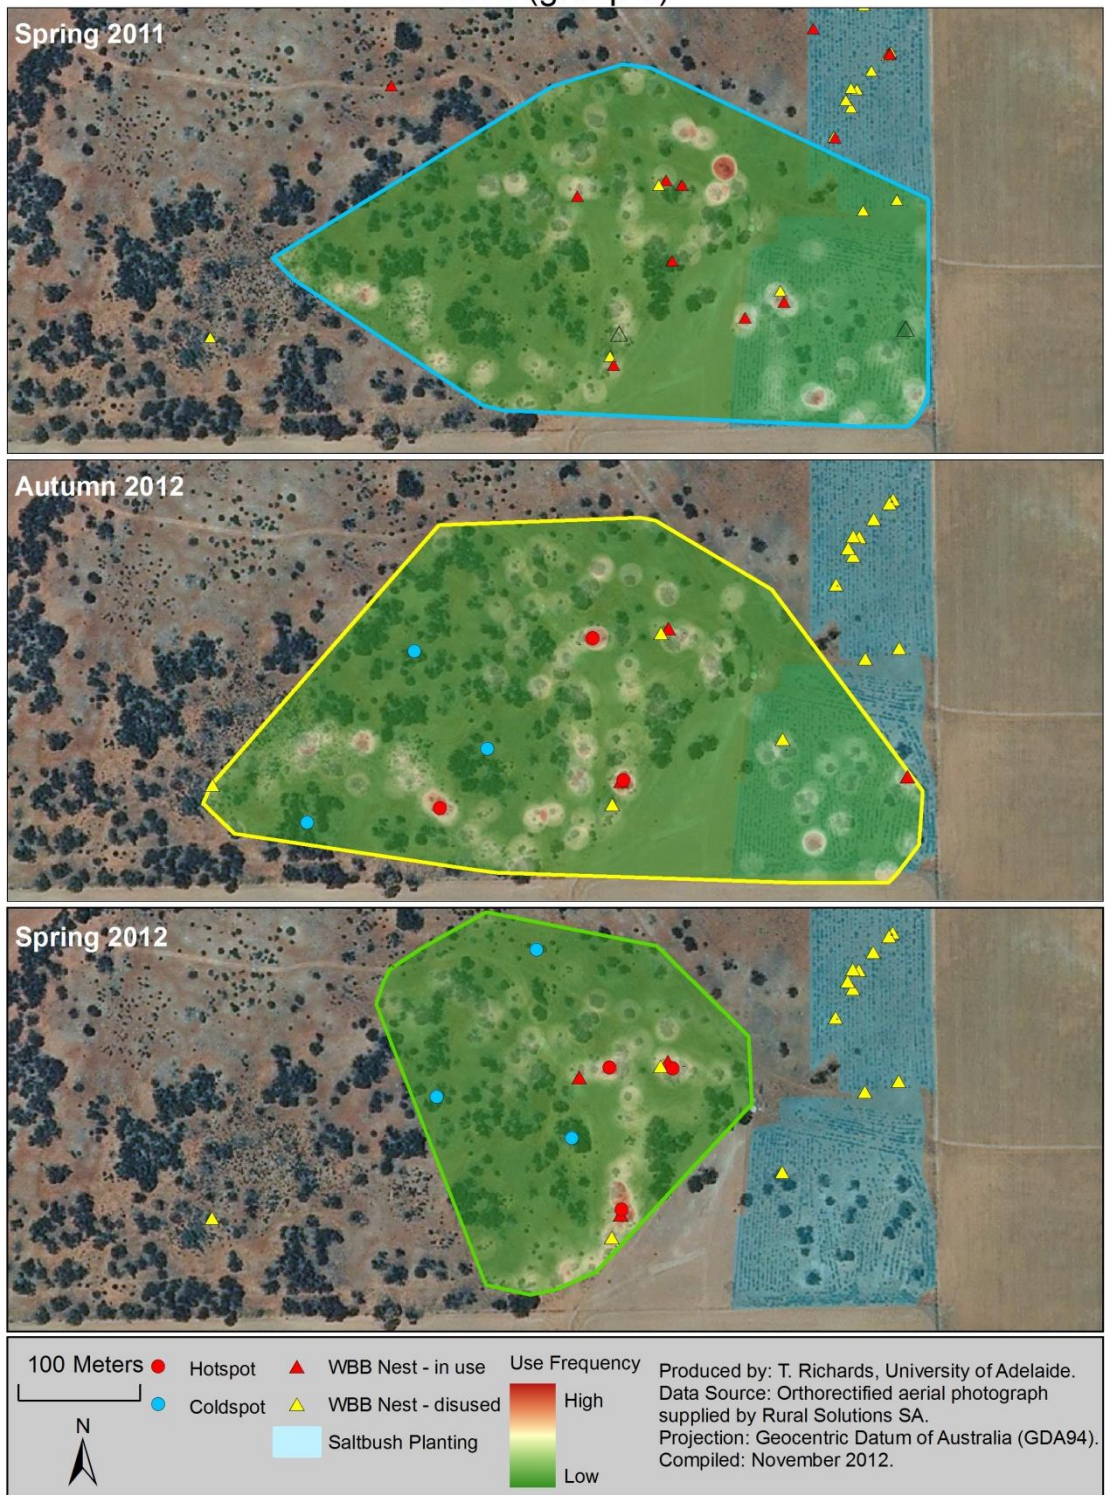 Spring 2011
Autumn 2012
Spring 2012
100 Meters
N
Hotspot
Coldspot
WBB Nest - in use
WBB Nest - disused
Saltbush Planting
Use Frequency
High
Low
Produced by: T. Richards, University of Adelaide.
Data Source: Orthorectified aerial photograph
supplied by Rural Solutions SA.
Projection: Geocentric Datum of Australia (GDA94).
Compiled: November 2012.